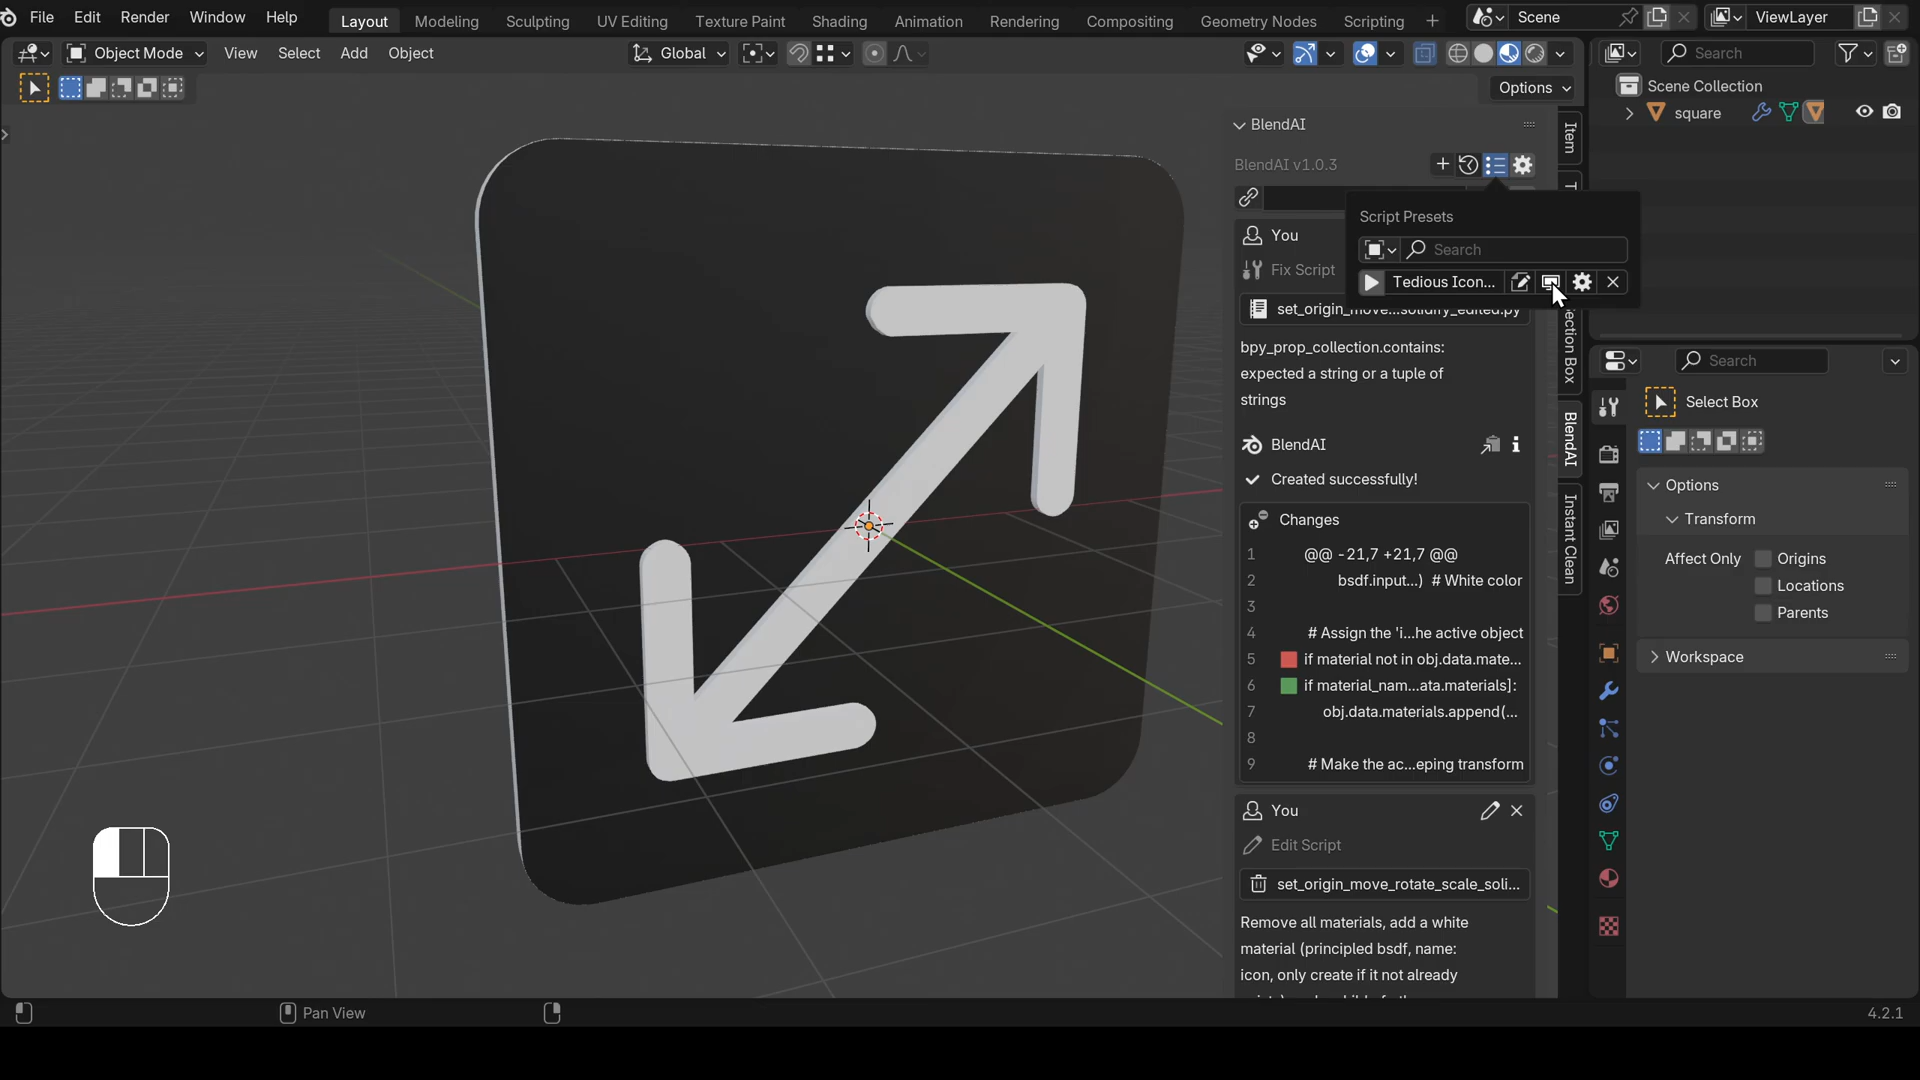 File Edit Render Window Help Layout Modeling Sculpting UV Editing Texture Paint Shading Animation Rendering Compositing Geometry Nodes Scripting + Scene ViewLayer
Object Mode View Select Add Object Global Search
Options
Scene Collection
square
BlendAI
BlendAI v1.0.3
Item
Script Presets
Search
Tedious Icon...
You
Fix Script
bpy_prop_collection.contains:
expected a string or a tuple of
strings
BlendAI
Created successfully!
Changes
1 @@ -21,7 +21,7 @@
2 bsdf.input...) # White color
3
4 # Assign the 'i...he active object
5 if material not in obj.data.mate...
6 if material_nam...ata.materials]:
7 obj.data.materials.append(...
8
9 # Make the ac...eping transform
You
Edit Script
set_origin_move_rotate_scale_soli...
Remove all materials, add a white
material (principled bsdf, name:
icon, only create if it not already
BlendAI
Instant Clean
Search
Select Box
Options
Transform
Affect Only Origins
Locations
Parents
Workspace
Pan View
4.2.1